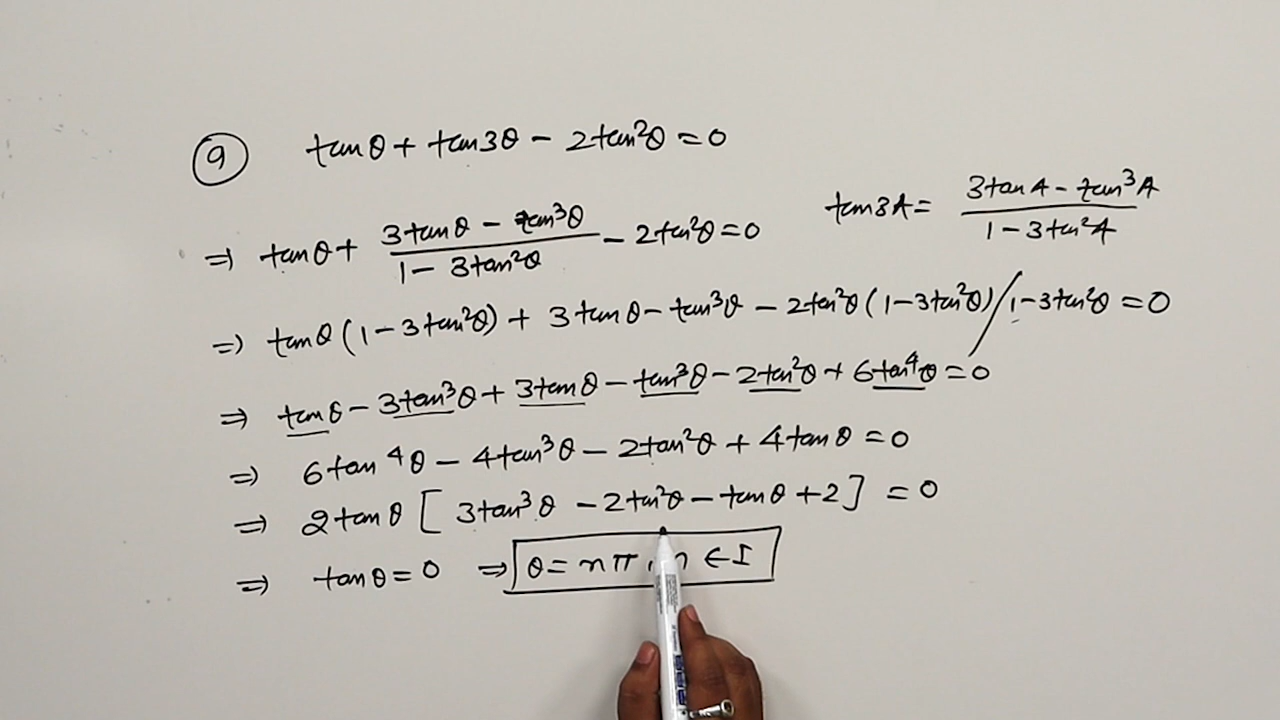 9 tanθ + tan3θ − 2tan²θ = 0
tan3A = (3tanA − tan³A)/(1 − 3tan²A)
⇒ tanθ + (3tanθ − tan³θ)/(1 − 3tan²θ) − 2tan²θ = 0
⇒ tanθ(1 − 3tan²θ) + 3tanθ − tan³θ − 2tan²θ(1 − 3tan²θ)/1 − 3tan²θ = 0
⇒ tanθ − 3tan³θ + 3tanθ − tan³θ − 2tan²θ + 6tan⁴θ = 0
⇒ 6tan⁴θ − 4tan³θ − 2tan²θ + 4tanθ = 0
⇒ 2tanθ[3tan³θ − 2tan²θ − tanθ + 2] = 0
⇒ tanθ = 0 ⇒ θ = nπ, n ∈ I